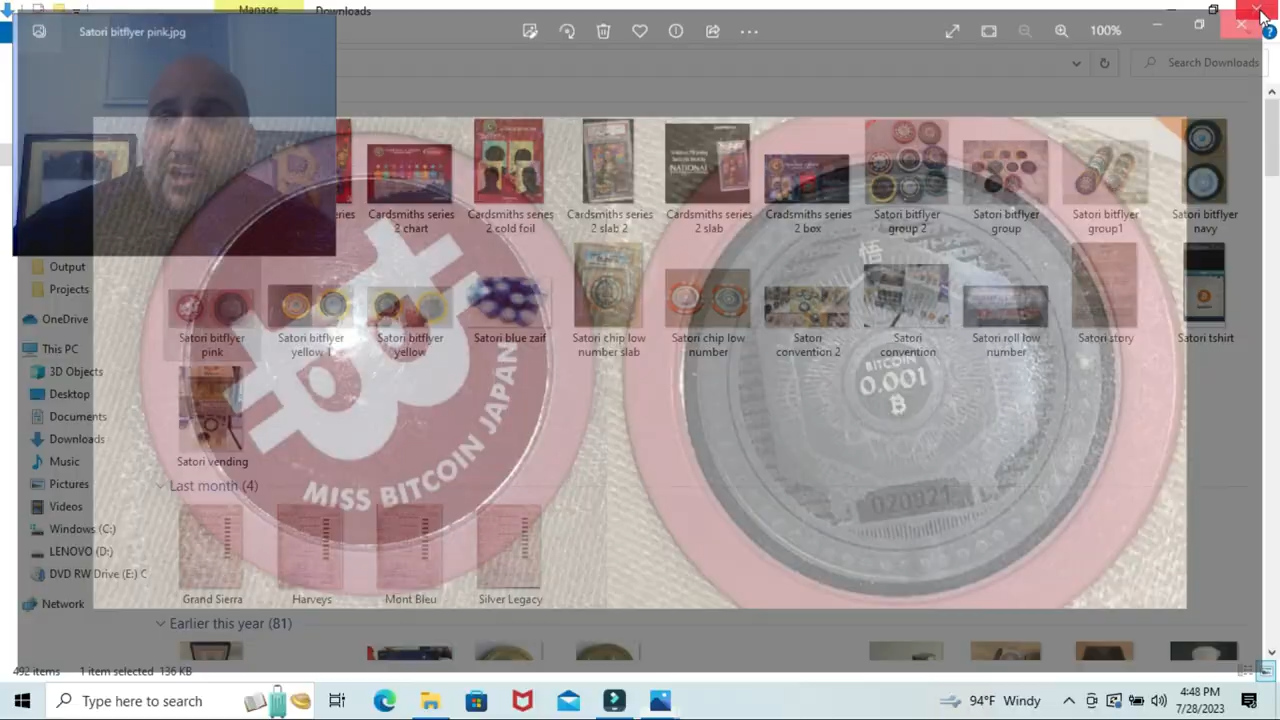 Manage
Downloads
Satori bitflyer pink.jpg
100%
Search Downloads
Cardsmiths series 2 chart
Cardsmiths series 2 cold foil
Cardsmiths series 2 slab 2
Cardsmiths series 2 slab
Cradsmiths series 2 box
Satori bitflyer group 2
Satori bitflyer group
Satori bitflyer group1
Satori bitflyer navy
NATIONAL
Output
Projects
OneDrive
This PC
3D Objects
Desktop
Documents
Downloads
Music
Pictures
Videos
Windows (C:)
LENOVO (D:)
DVD RW Drive (E:) C
Network
Satori bitflyer pink
Satori bitflyer yellow 1
Satori bitflyer yellow
Satori blue zaif
Satori chip low number slab
Satori chip low number
Satori convention 2
Satori convention
Satori roll low number
Satori story
Satori tshirt
Satori vending
MISS BITCOIN JAPAN
悟
BITCOIN
0.001
020821
Last month (4)
Grand Sierra
Harveys
Mont Bleu
Silver Legacy
Earlier this year (81)
492 items
1 item selected 136 KB
Type here to search
94°F Windy
4:48 PM
7/28/2023